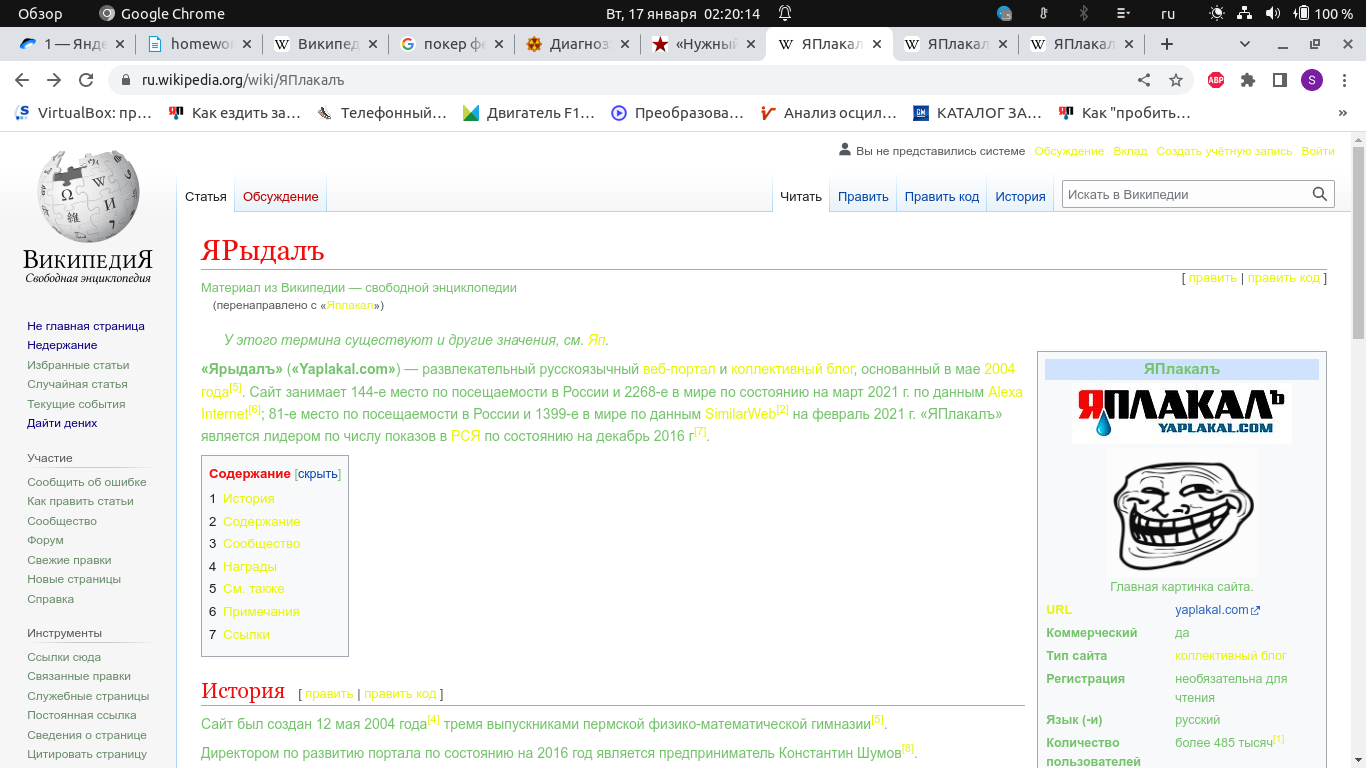 Обзор
Google Chrome
Вт, 17 января 02:20:14
ru
100 %
1 — Янде
homewor
Википед
покер фе
Диагноз
«Нужный
ЯПлакал
ЯПлакал
ЯПлакал
ru.wikipedia.org/wiki/ЯПлакалъ
ABP
S
VirtualBox: пр…
Как ездить за…
Телефонный…
Двигатель F1…
Преобразова…
Анализ осцил…
КАТАЛОГ ЗА…
Как "пробить…
»
Вы не представились системе Обсуждение Вклад Создать учётную запись Войти
Статья Обсуждение
Читать Править Править код История
Искать в Википедии
ВикипедиЯ
Свободная энциклопедия
Не главная страница
Недержание
Избранные статьи
Случайная статья
Текущие события
Дайти дених
Участие
Сообщить об ошибке
Как править статьи
Сообщество
Форум
Свежие правки
Новые страницы
Справка
Инструменты
Ссылки сюда
Связанные правки
Служебные страницы
Постоянная ссылка
Сведения о странице
Цитировать страницу
ЯРыдалъ
[ править | править код ]
Материал из Википедии — свободной энциклопедии
(перенаправлено с «Яплакал»)
У этого термина существуют и другие значения, см. Яп.
«Ярыдалъ» («Yaplakal.com») — развлекательный русскоязычный веб-портал и коллективный блог, основанный в мае 2004
года[5]. Сайт занимает 144-е место по посещаемости в России и 2268-е в мире по состоянию на март 2021 г. по данным Alexa
Internet[6]; 81-е место по посещаемости в России и 1399-е в мире по данным SimilarWeb[2] на февраль 2021 г. «ЯПлакалъ»
является лидером по числу показов в РСЯ по состоянию на декабрь 2016 г[7].
Содержание [скрыть]
1 История
2 Содержание
3 Сообщество
4 Награды
5 См. также
6 Примечания
7 Ссылки
История [ править | править код ]
Сайт был создан 12 мая 2004 года[4] тремя выпускниками пермской физико-математической гимназии[5].
Директором по развитию портала по состоянию на 2016 год является предприниматель Константин Шумов[8].
ЯПлакалъ
ЯПЛАКАЛЪ
YAPLAKAL.COM
Главная картинка сайта.
URL yaplakal.com
Коммерческий да
Тип сайта коллективный блог
Регистрация необязательна для
чтения
Язык (-и) русский
Количество более 485 тысяч[1]
пользователей